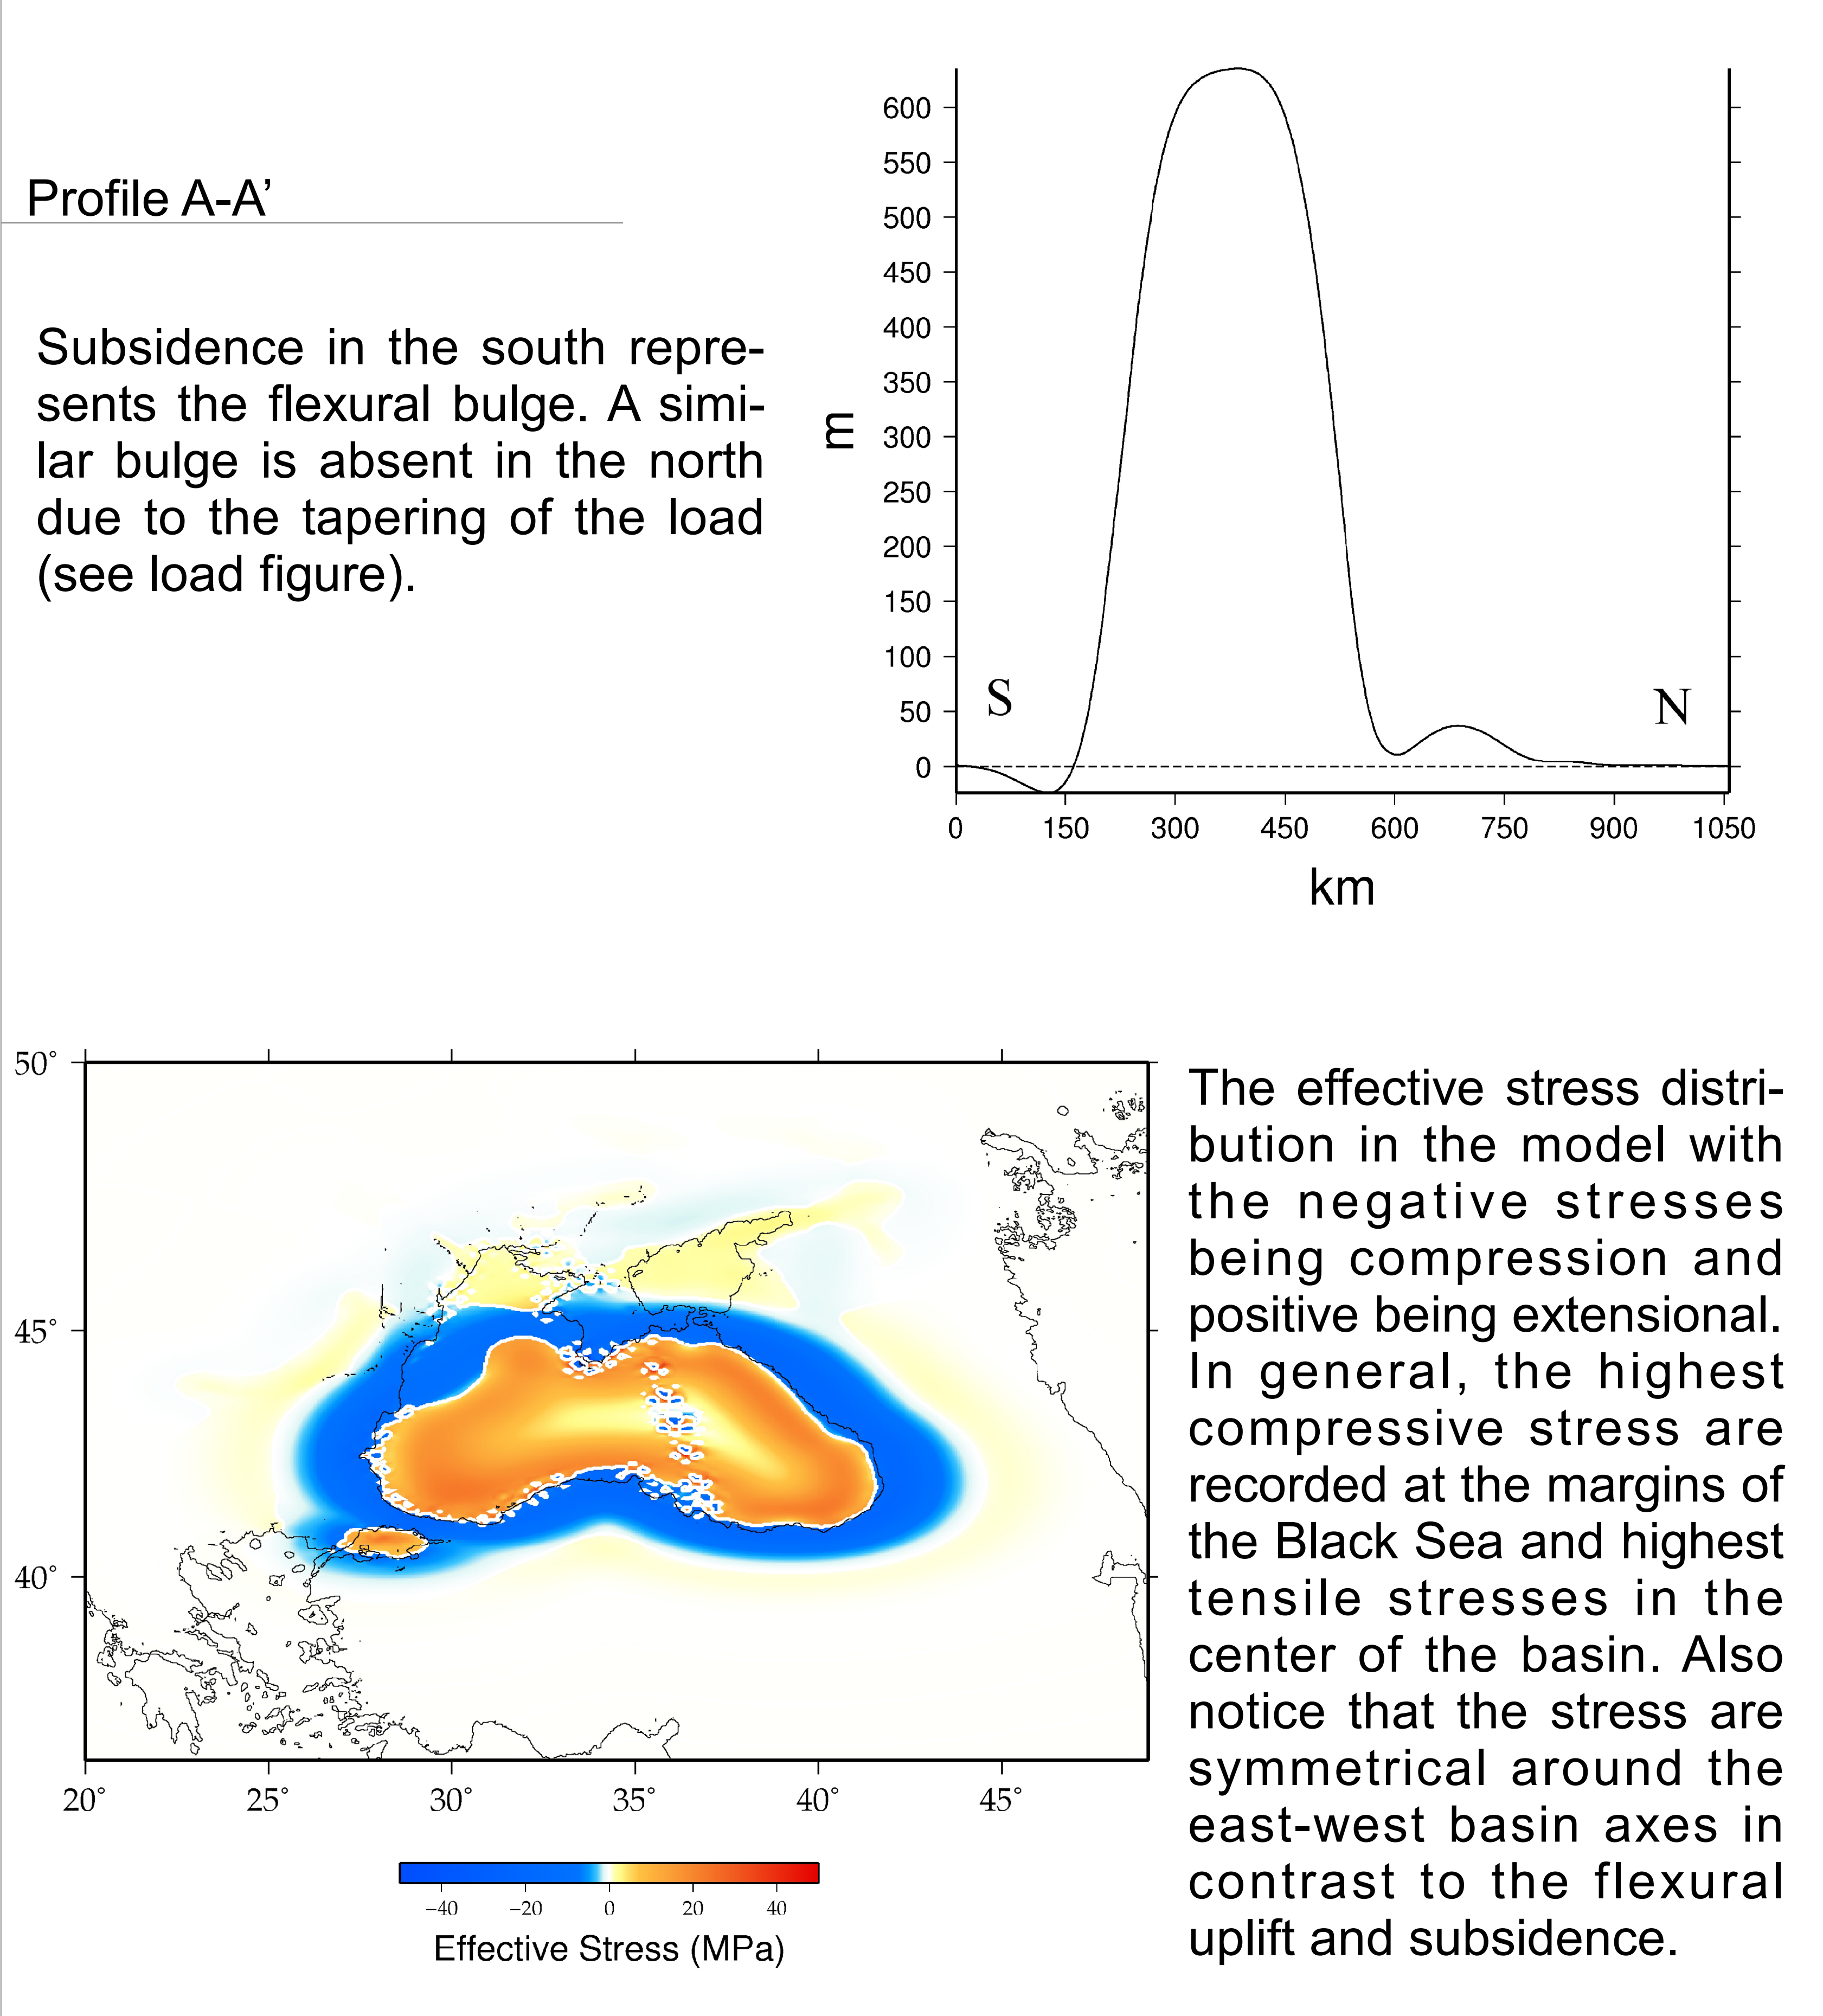 Profile A-A’
Subsidence in the south repre-
sents the flexural bulge. A simi-
lar bulge is absent in the north
due to the tapering of the load
(see load figure).
600
550
500
450
400
350
300
250
200
150
100
50
0
m
S
N
0 150 300 450 600 750 900 1050
km
50°
45°
40°
20° 25° 30° 35° 40° 45°
−40 −20 0 20 40
Effective Stress (MPa)
The effective stress distri-
bution in the model with
the negative stresses
being compression and
positive being extensional.
In general, the highest
compressive stress are
recorded at the margins of
the Black Sea and highest
tensile stresses in the
center of the basin. Also
notice that the stress are
symmetrical around the
east-west basin axes in
contrast to the flexural
uplift and subsidence.